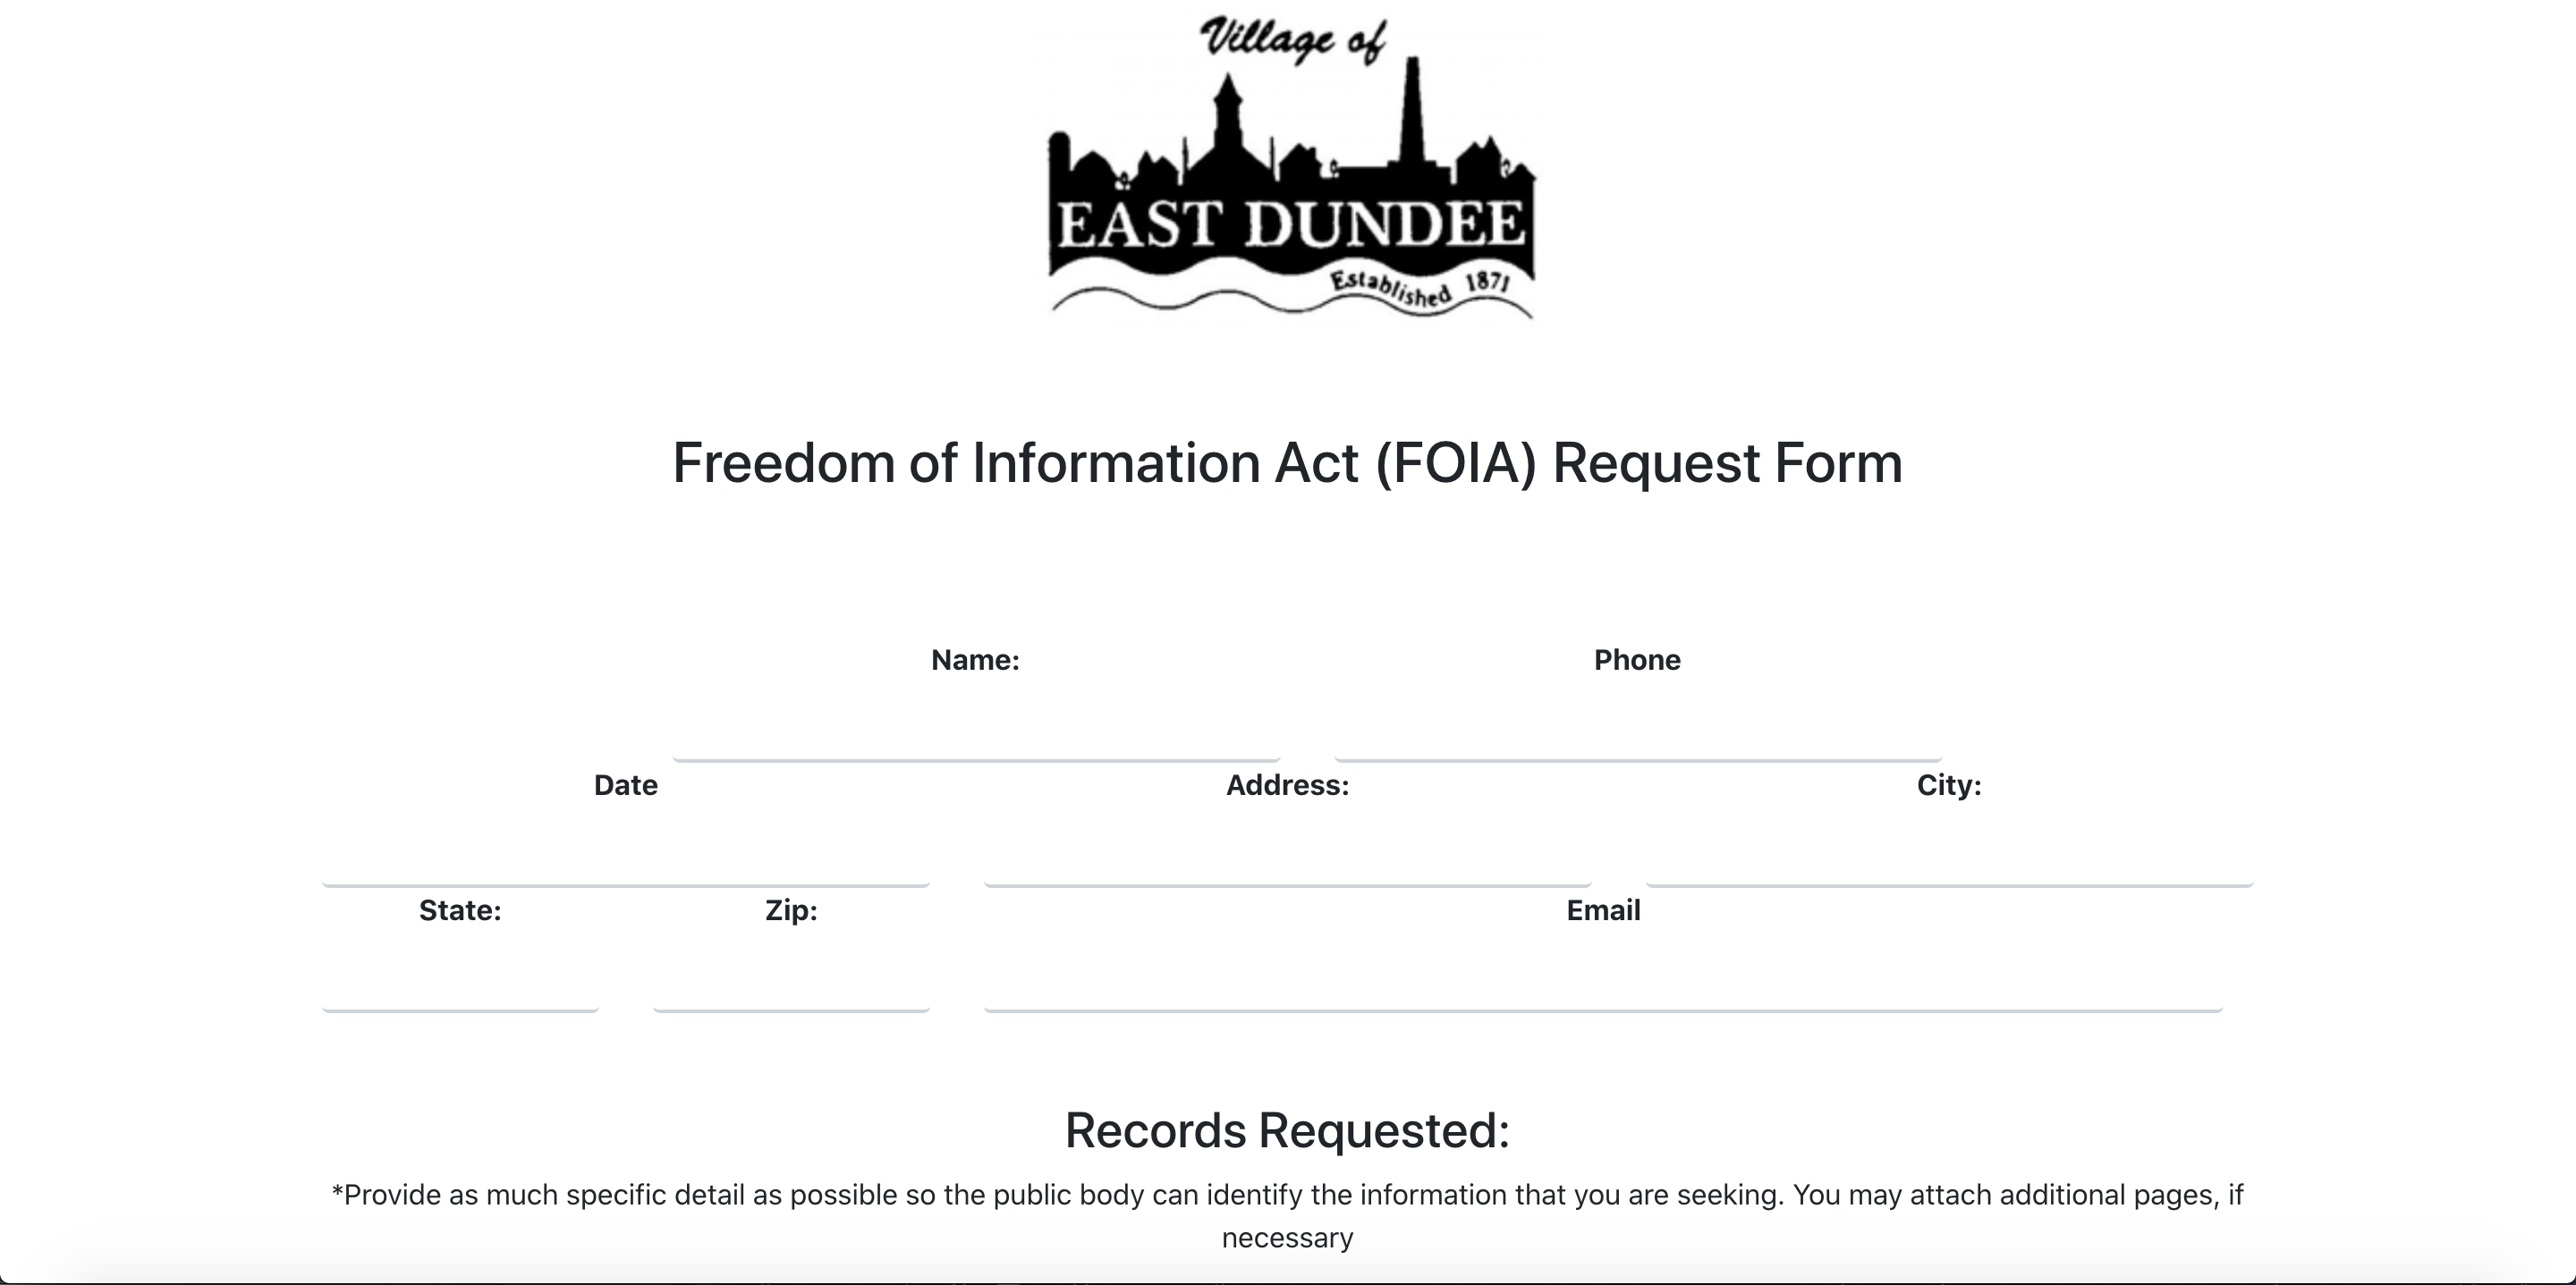 Village of
EAST DUNDEE
Established 1871
Freedom of Information Act (FOIA) Request Form
Name: Phone
Date Address: City:
State: Zip: Email
Records Requested:
*Provide as much specific detail as possible so the public body can identify the information that you are seeking. You may attach additional pages, if
necessary